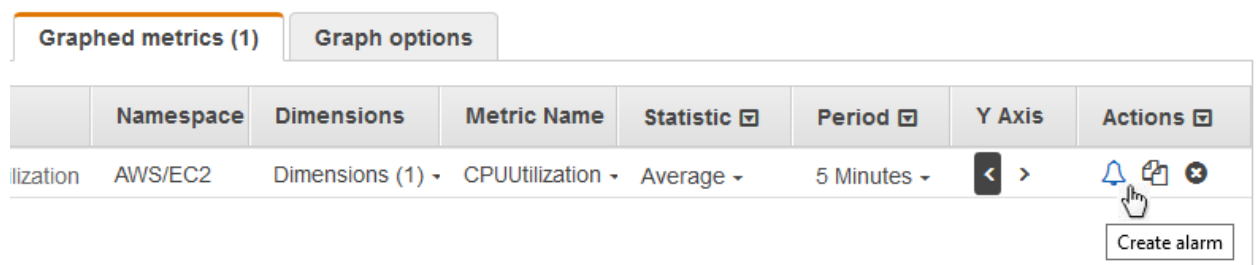 Graphed metrics (1) Graph options
Namespace Dimensions Metric Name Statistic Period Y Axis Actions
ilization AWS/EC2 Dimensions (1) CPUUtilization Average 5 Minutes < >
Create alarm